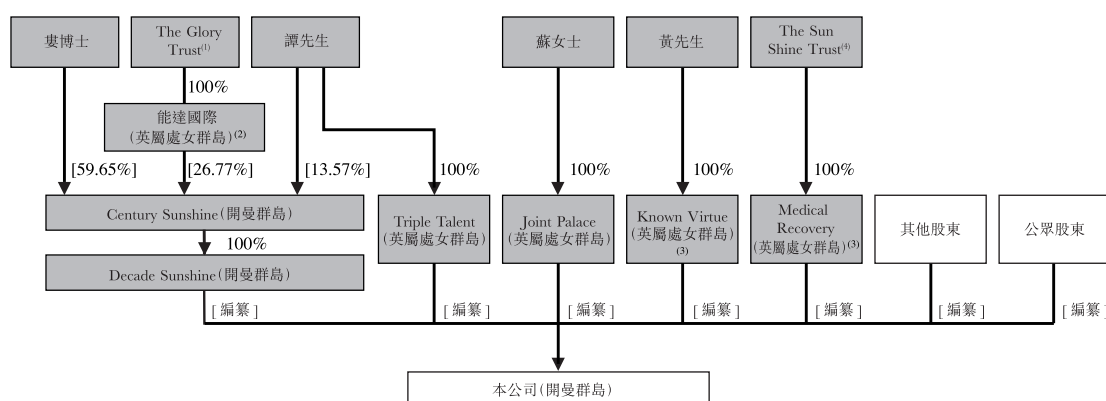 婁博士
The Glory
Trust(1)
譚先生
蘇女士
黃先生
The Sun
Shine Trust(4)
100%
能達國際
(英屬處女群島)(2)
[59.65%]
[26.77%]
[13.57%]
100%
100%
100%
100%
Century Sunshine(開曼群島)
Triple Talent
(英屬處女群島)
Joint Palace
(英屬處女群島)
Known Virtue
(英屬處女群島)
(3)
Medical
Recovery
(英屬處女群島)(3)
其他股東
公眾股東
100%
Decade Sunshine(開曼群島)
[編纂]
[編纂]
[編纂]
[編纂]
[編纂]
[編纂]
[編纂]
本公司(開曼群島)